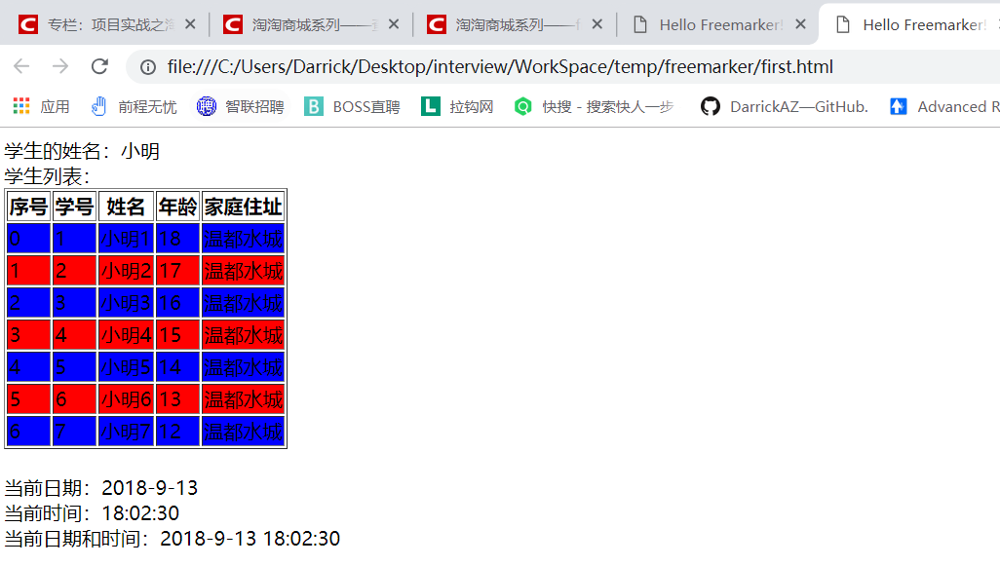 专栏：项目实战之淘
淘淘商城系列——
淘淘商城系列——
Hello Freemarker!
Hello Freemarker!
file:///C:/Users/Darrick/Desktop/interview/WorkSpace/temp/freemarker/first.html
应用 前程无忧 智联招聘 BOSS直聘 拉钩网 快搜 - 搜索快人一步 DarrickAZ—GitHub. Advanced R
学生的姓名：小明
学生列表：
序号 学号 姓名 年龄 家庭住址
0 1 小明1 18 温都水城
1 2 小明2 17 温都水城
2 3 小明3 16 温都水城
3 4 小明4 15 温都水城
4 5 小明5 14 温都水城
5 6 小明6 13 温都水城
6 7 小明7 12 温都水城
当前日期：2018-9-13
当前时间：18:02:30
当前日期和时间：2018-9-13 18:02:30